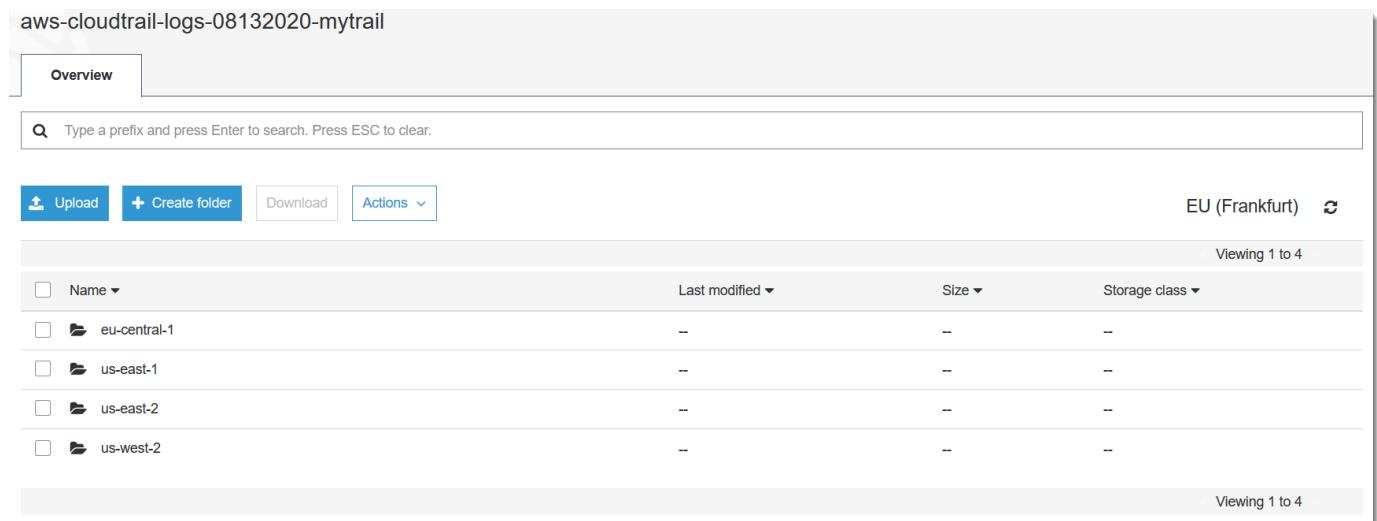 aws-cloudtrail-logs-08132020-mytrail
Overview
Type a prefix and press Enter to search. Press ESC to clear.
Upload Create folder Download Actions EU (Frankfurt)
Viewing 1 to 4
Name Last modified Size Storage class
eu-central-1 -- -- --
us-east-1 -- -- --
us-east-2 -- -- --
us-west-2 -- -- --
Viewing 1 to 4